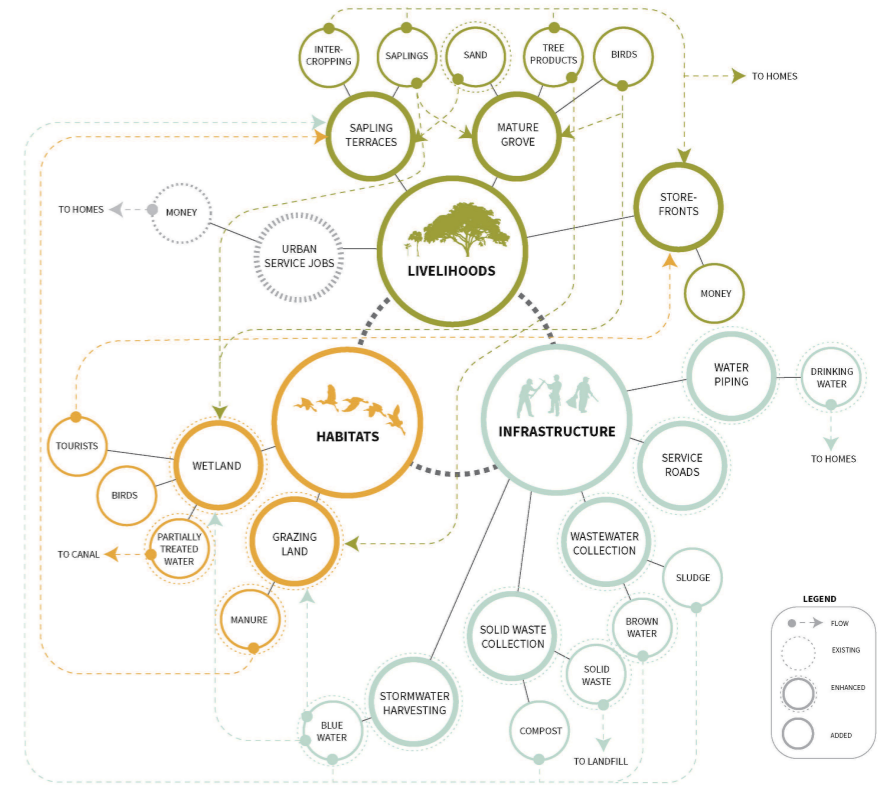 INTER-
CROPPING
SAPLINGS
SAND
TREE
PRODUCTS
BIRDS
TO HOMES
SAPLING
TERRACES
MATURE
GROVE
STORE-
FRONTS
TO HOMES
MONEY
URBAN
SERVICE JOBS
LIVELIHOODS
MONEY
WATER
PIPING
DRINKING
WATER
HABITATS
INFRASTRUCTURE
TOURISTS
WETLAND
SERVICE
ROADS
TO HOMES
BIRDS
PARTIALLY
TREATED
WATER
TO CANAL
GRAZING
LAND
WASTEWATER
COLLECTION
SLUDGE
MANURE
BROWN
WATER
SOLID WASTE
COLLECTION
SOLID
WASTE
STORMWATER
HARVESTING
BLUE
WATER
COMPOST
TO LANDFILL
LEGEND
FLOW
EXISTING
ENHANCED
ADDED